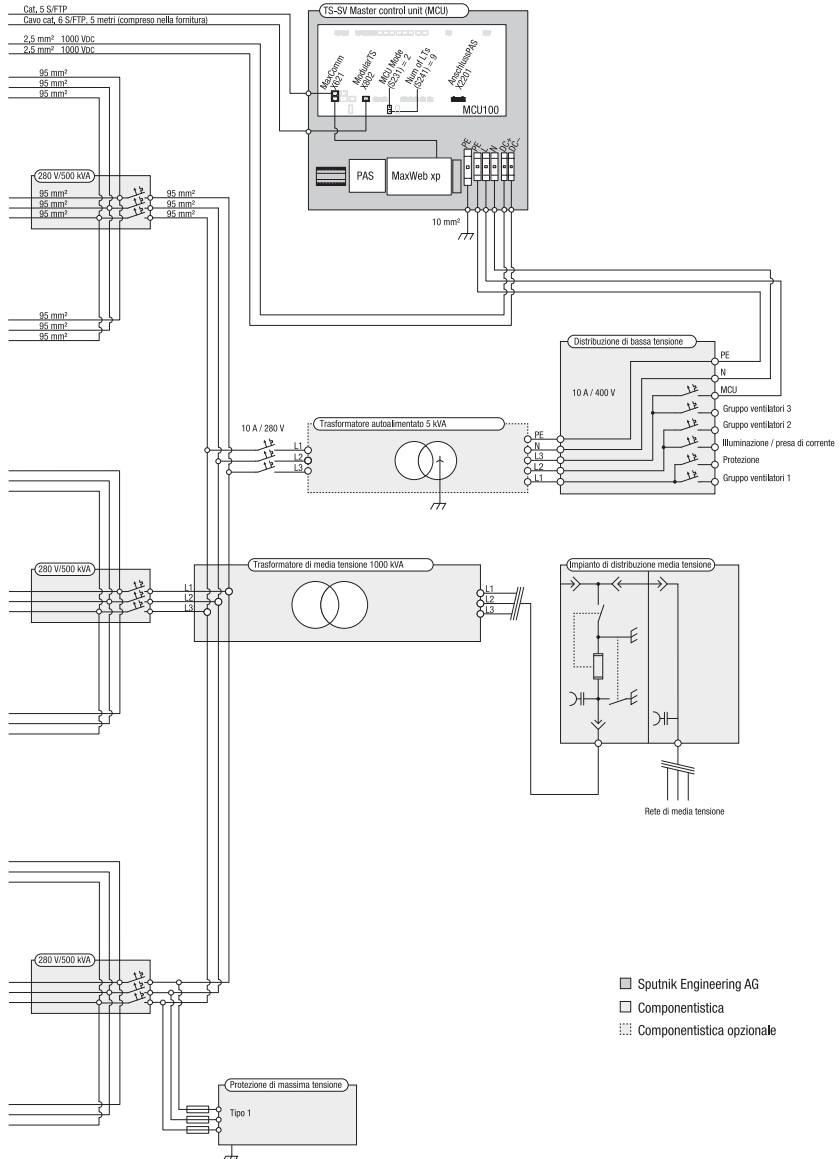 Cat. 5 S/FTP
Cavo cat. 6 S/FTP, 5 metri (compreso nella fornitura)
2,5 mm² 1000 VDC
2,5 mm² 1000 VDC
95 mm²
95 mm²
95 mm²
TS-SV Master control unit (MCU)
MaxComm
X621
ModularTS
X802
MCU Mode
(S231) = 2
Num of LTs
(S241) = 9
AnschlussPAS
X2201
MCU100
PAS
MaxWeb xp
PE
PE
L
N
DC+
DC-
10 mm²
280 V/500 kVA
95 mm²
95 mm²
95 mm²
95 mm²
95 mm²
95 mm²
95 mm²
95 mm²
95 mm²
Distribuzione di bassa tensione
10 A / 400 V
PE
N
MCU
Gruppo ventilatori 3
Gruppo ventilatori 2
Illuminazione / presa di corrente
Protezione
Gruppo ventilatori 1
10 A / 280 V
L1
L2
L3
Trasformatore autoalimentato 5 kVA
PE
N
L3
L2
L1
280 V/500 kVA
L1
L2
L3
Trasformatore di media tensione 1000 kVA
L1
L2
L3
Impianto di distribuzione media tensione
Rete di media tensione
280 V/500 kVA
Protezione di massima tensione
Tipo 1
Sputnik Engineering AG
Componentistica
Componentistica opzionale